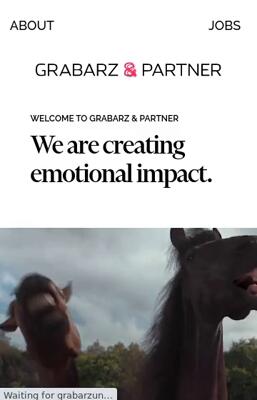 ABOUT
JOBS
GRABARZ & PARTNER
WELCOME TO GRABARZ & PARTNER
We are creating
emotional impact.
Waiting for grabarzun...